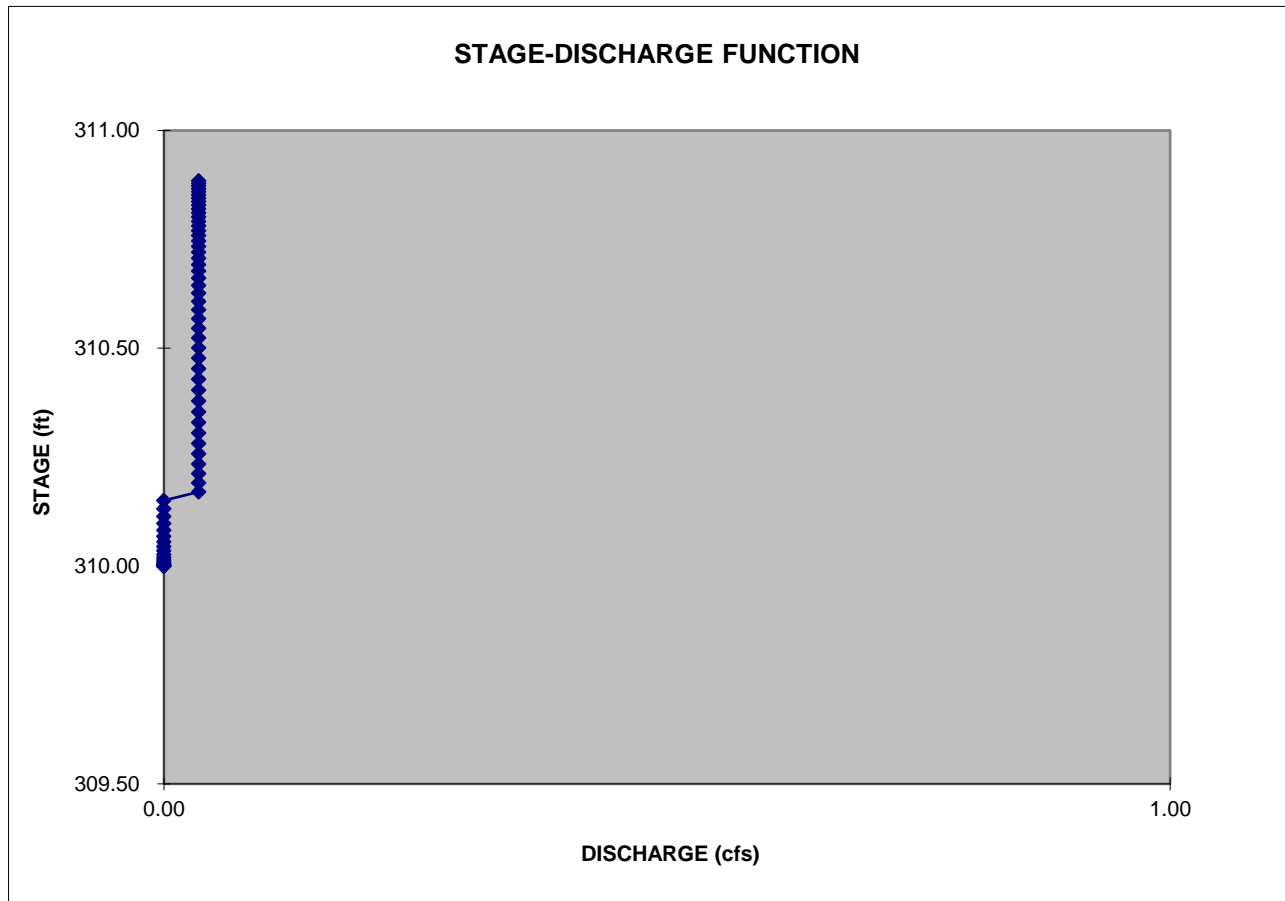 STAGE-DISCHARGE FUNCTION
311.00
310.50
310.00
309.50
STAGE (ft)
0.00 1.00
DISCHARGE (cfs)